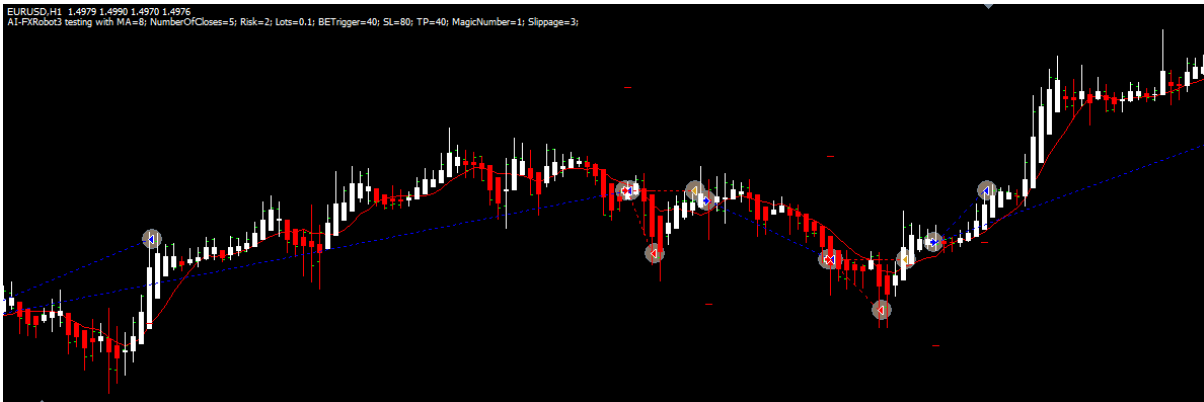 EURUSD,H1 1.4979 1.4990 1.4970 1.4976
AI-FXRobot3 testing with MA=8; NumberOfCloses=5; Risk=2; Lots=0.1; BETrigger=40; SL=80; TP=40; MagicNumber=1; Slippage=3;